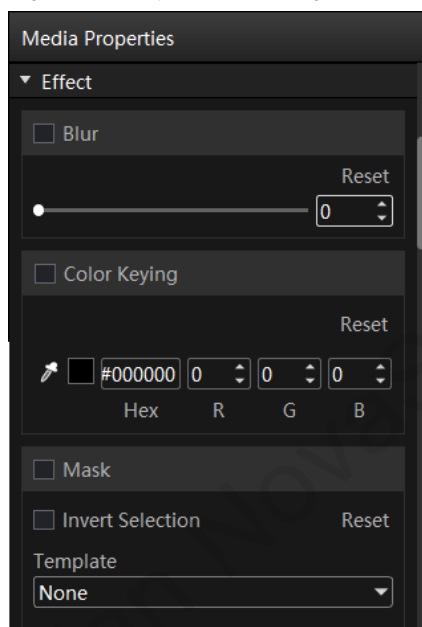 Media Properties
Effect
Blur
Reset
0
Color Keying
Reset
#000000 0 0 0
Hex R G B
Mask
Invert Selection Reset
Template
None